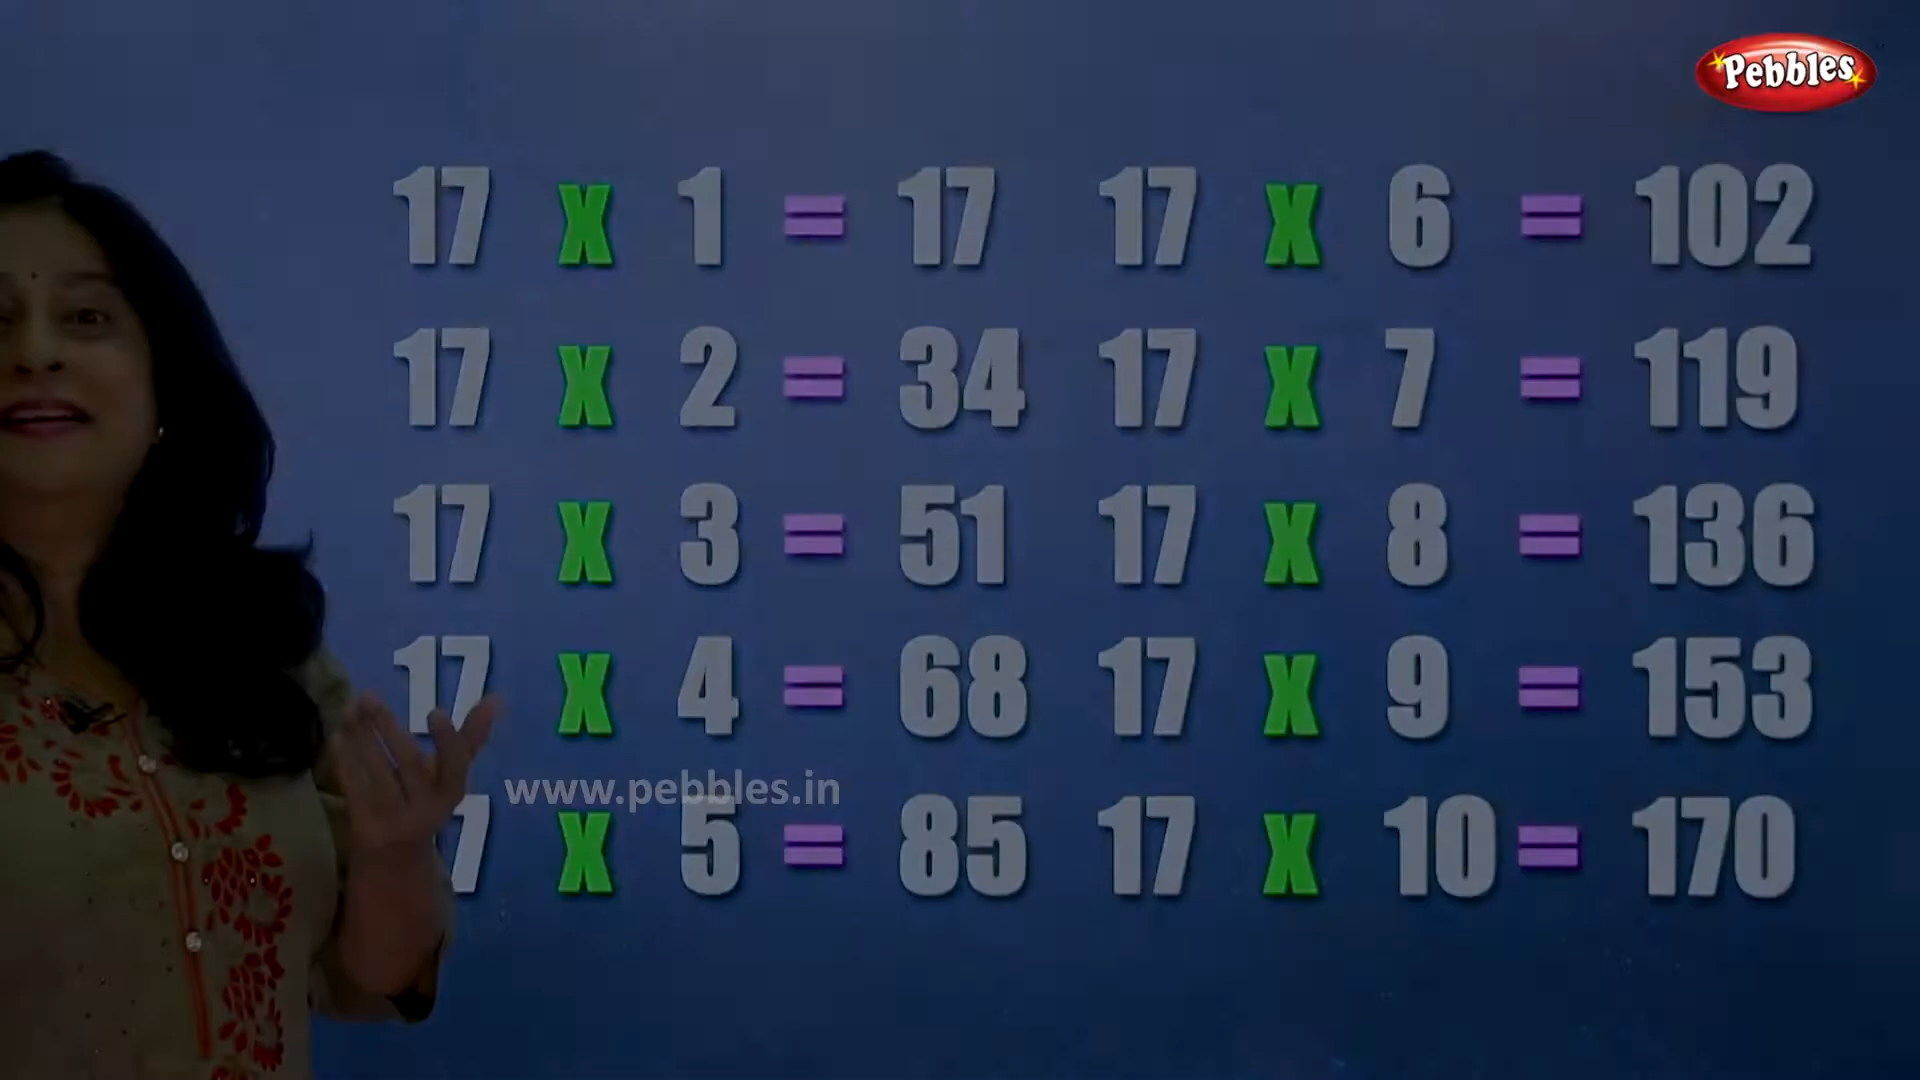 Pebbles
17 x 1 = 17
17 x 2 = 34
17 x 3 = 51
17 x 4 = 68
7 x 5 = 85
17 x 6 = 102
17 x 7 = 119
17 x 8 = 136
17 x 9 = 153
17 x 10 = 170
www.pebbles.in